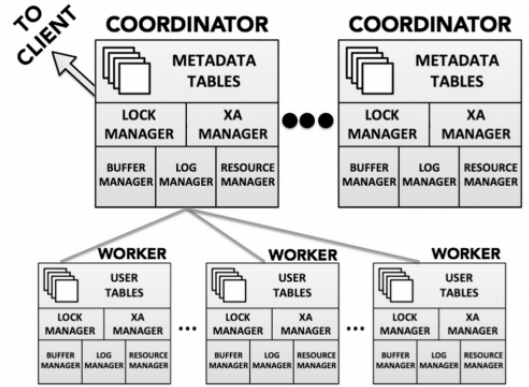 TO
CLIENT
COORDINATOR
METADATA
TABLES
LOCK
MANAGER
XA
MANAGER
BUFFER
MANAGER
LOG
MANAGER
RESOURCE
MANAGER
COORDINATOR
METADATA
TABLES
LOCK
MANAGER
XA
MANAGER
BUFFER
MANAGER
LOG
MANAGER
RESOURCE
MANAGER
WORKER
USER
TABLES
LOCK
MANAGER
XA
MANAGER
BUFFER
MANAGER
LOG
MANAGER
RESOURCE
MANAGER
...
WORKER
USER
TABLES
LOCK
MANAGER
XA
MANAGER
BUFFER
MANAGER
LOG
MANAGER
RESOURCE
MANAGER
...
WORKER
USER
TABLES
LOCK
MANAGER
XA
MANAGER
BUFFER
MANAGER
LOG
MANAGER
RESOURCE
MANAGER